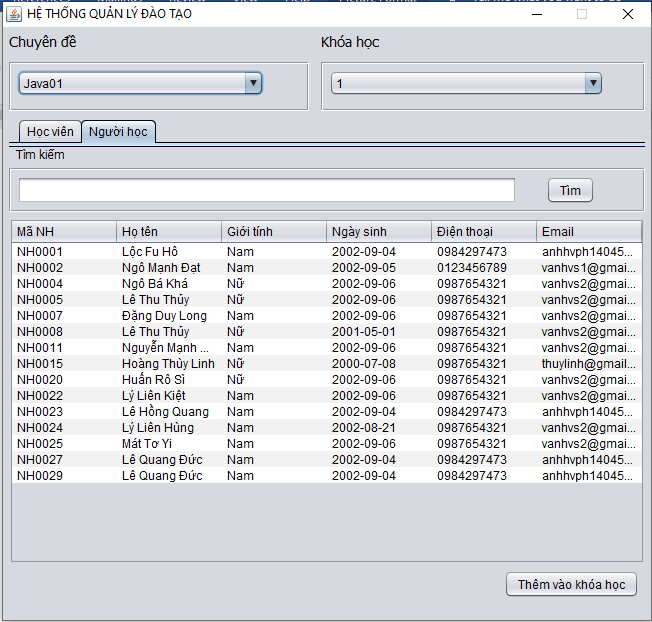 HỆ THỐNG QUẢN LÝ ĐÀO TẠO
Chuyên đề Khóa học
Java01 1
Học viên Người học
Tìm kiếm
Tìm
Mã NH Họ tên Giới tính Ngày sinh Điện thoại Email
NH0001 Lộc Fu Hô Nam 2002-09-04 0984297473 anhhvph14045...
NH0002 Ngô Mạnh Đạt Nam 2002-09-05 0123456789 vanhvs1@gmai...
NH0004 Ngô Bá Khá Nữ 2002-09-06 0987654321 vanhvs2@gmai...
NH0005 Lê Thu Thủy Nữ 2002-09-06 0987654321 vanhvs2@gmai...
NH0007 Đặng Duy Long Nam 2002-09-06 0987654321 vanhvs2@gmai...
NH0008 Lê Thu Thủy Nữ 2001-05-01 0987654321 vanhvs2@gmai...
NH0011 Nguyễn Mạnh ... Nam 2002-09-06 0987654321 vanhvs2@gmai...
NH0015 Hoàng Thùy Linh Nữ 2000-07-08 0987654321 thuylinh@gmail...
NH0020 Huấn Rô Sì Nữ 2002-09-06 0987654321 vanhvs2@gmai...
NH0022 Lý Liên Kiệt Nam 2002-09-06 0987654321 vanhvs2@gmai...
NH0023 Lê Hồng Quang Nam 2002-09-04 0984297473 anhhvph14045...
NH0024 Lý Liên Hùng Nam 2002-08-21 0987654321 vanhvs2@gmai...
NH0025 Mát Tơ Yi Nam 2002-09-06 0987654321 vanhvs2@gmai...
NH0027 Lê Quang Đức Nam 2002-09-04 0984297473 anhhvph14045...
NH0029 Lê Quang Đức Nam 2002-09-04 0984297473 anhhvph14045...
Thêm vào khóa học